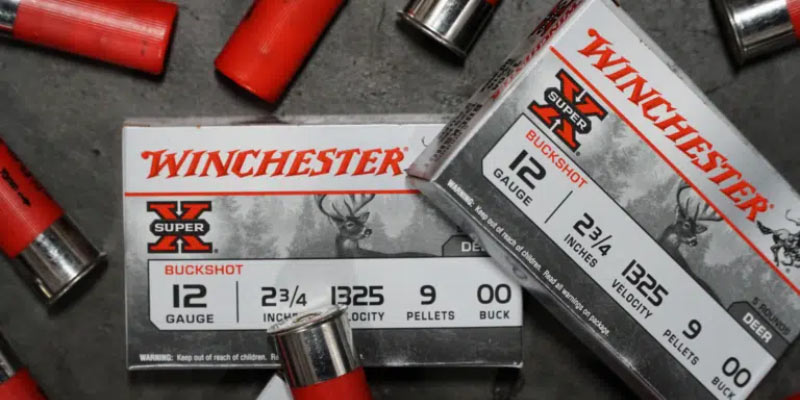 WINCHESTER
SUPER X
DEER
BUCKSHOT
12 2 3/4 1325 9 00
GAUGE PELLETS BUCK
WARNING: Keep out of reach of children.
WINCHESTER
SUPER X
BUCKSHOT
12 2 3/4 1325 9 00
GAUGE INCHES VELOCITY PELLETS BUCK
5 ROUNDS
DEER
WARNING: Keep out of reach of children. Read all warnings on package.